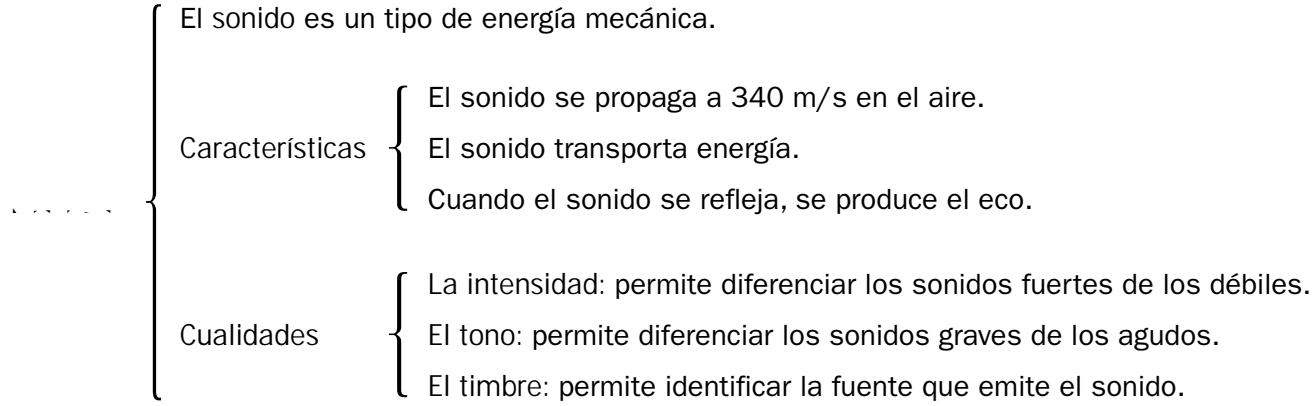 El sonido es un tipo de energía mecánica.
Características
El sonido se propaga a 340 m/s en el aire.
El sonido transporta energía.
Cuando el sonido se refleja, se produce el eco.
Cualidades
La intensidad: permite diferenciar los sonidos fuertes de los débiles.
El tono: permite diferenciar los sonidos graves de los agudos.
El timbre: permite identificar la fuente que emite el sonido.